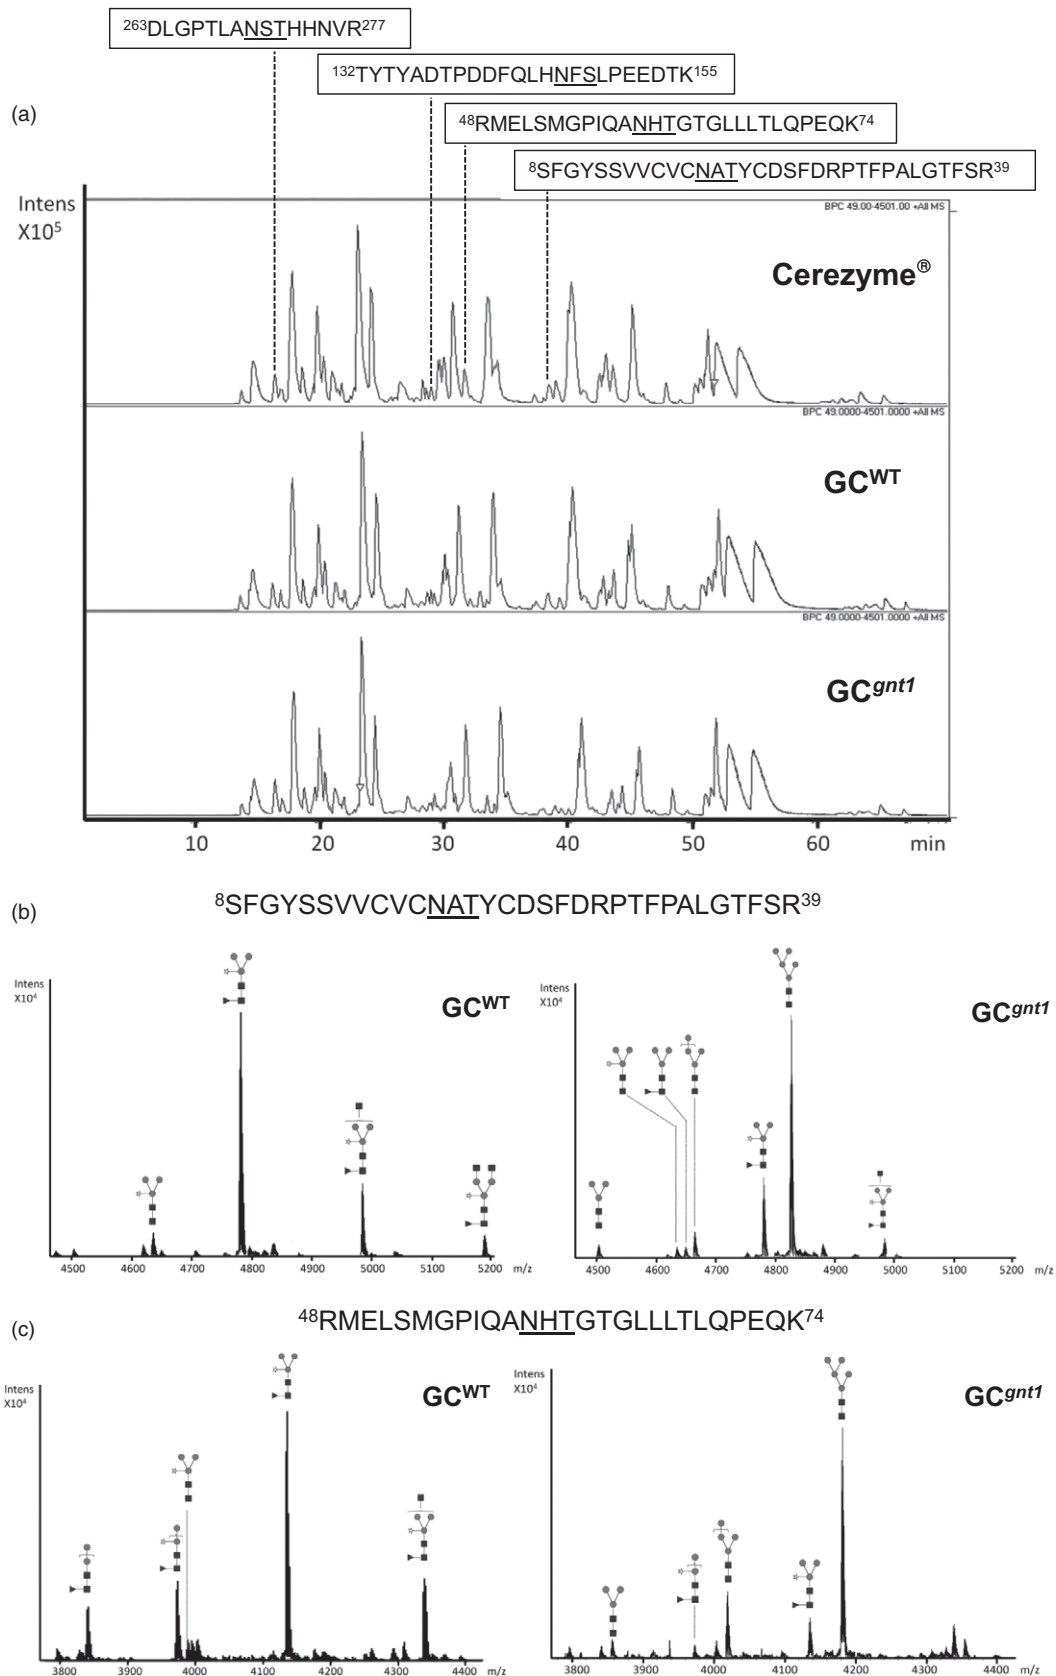 ²⁶³DLGPTLANSTHHNVR²⁷⁷
¹³²TYTYADTPDDFQLHNFSLPEEDTK¹⁵⁵
(a)
⁴⁸RMELSMGPIQANHTGTGLLLTLQPEQK⁷⁴
⁸SFGYSSVVCVCNATYCDSFDRPTFPALGTFSR³⁹
Intens
X10⁵
BPC 49.00-4501.00 +All MS
Cerezyme®
BPC 49.0000-4501.0000 +All MS
GCWT
BPC 49.0000-4501.0000 +All MS
GCgnt1
10 20 30 40 50 60 min
(b)
⁸SFGYSSVVCVCNATYCDSFDRPTFPALGTFSR³⁹
Intens
X10⁴
GCWT
4500 4600 4700 4800 4900 5000 5100 5200 m/z
Intens
X10⁴
GCgnt1
4500 4600 4700 4800 4900 5000 5100 5200 m/z
(c)
⁴⁸RMELSMGPIQANHTGTGLLLTLQPEQK⁷⁴
Intens
X10⁴
GCWT
3800 3900 4000 4100 4200 4300 4400 m/z
Intens
X10⁴
GCgnt1
3800 3900 4000 4100 4200 4300 4400 m/z